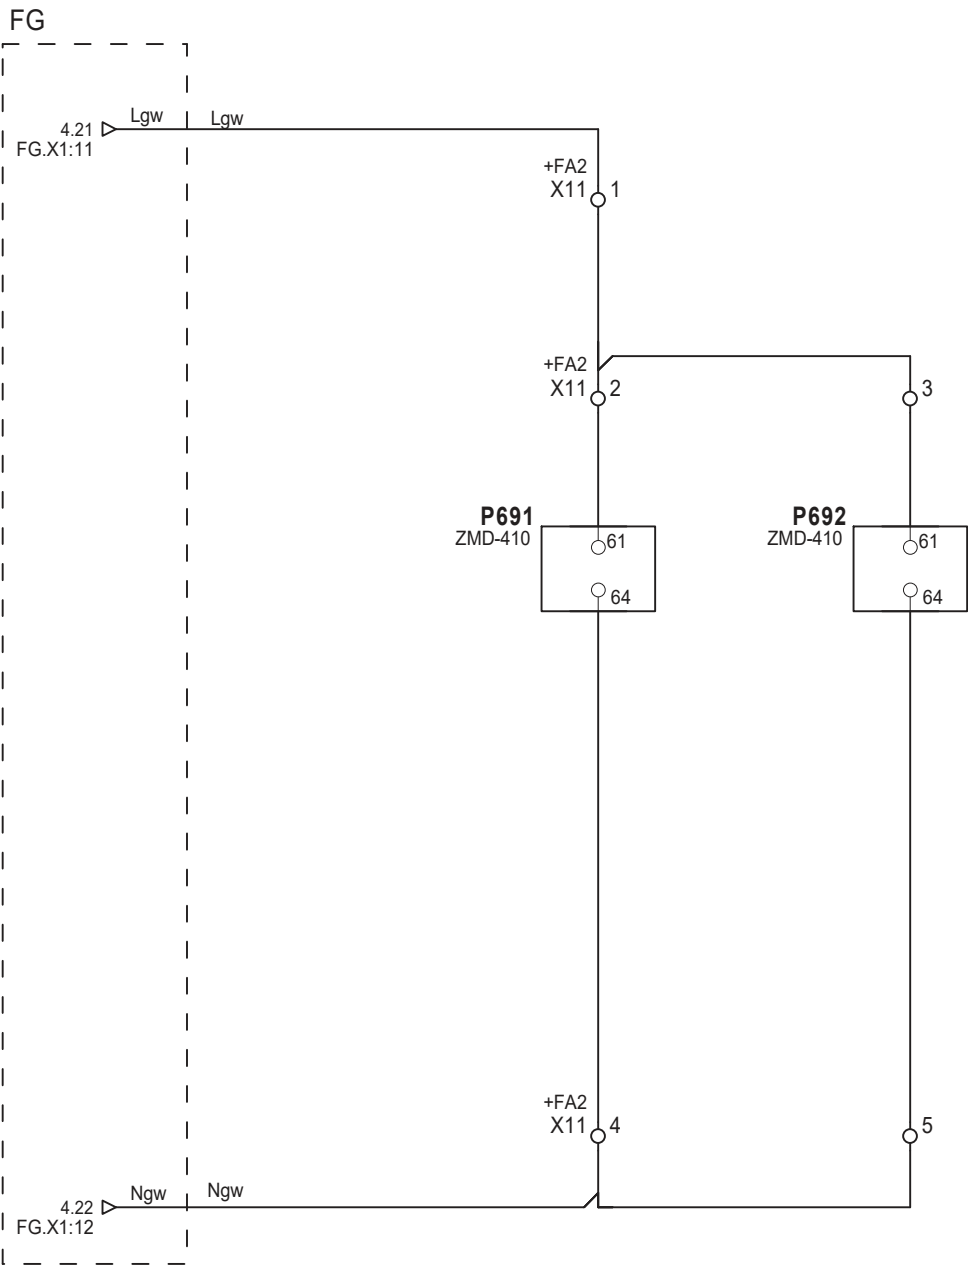 FG
Lgw
Lgw
4.21
FG.X1:11
+FA2
X11 1
+FA2
X11 2
3
P691
ZMD-410
61
64
P692
ZMD-410
61
64
+FA2
X11 4
5
Ngw
Ngw
4.22
FG.X1:12